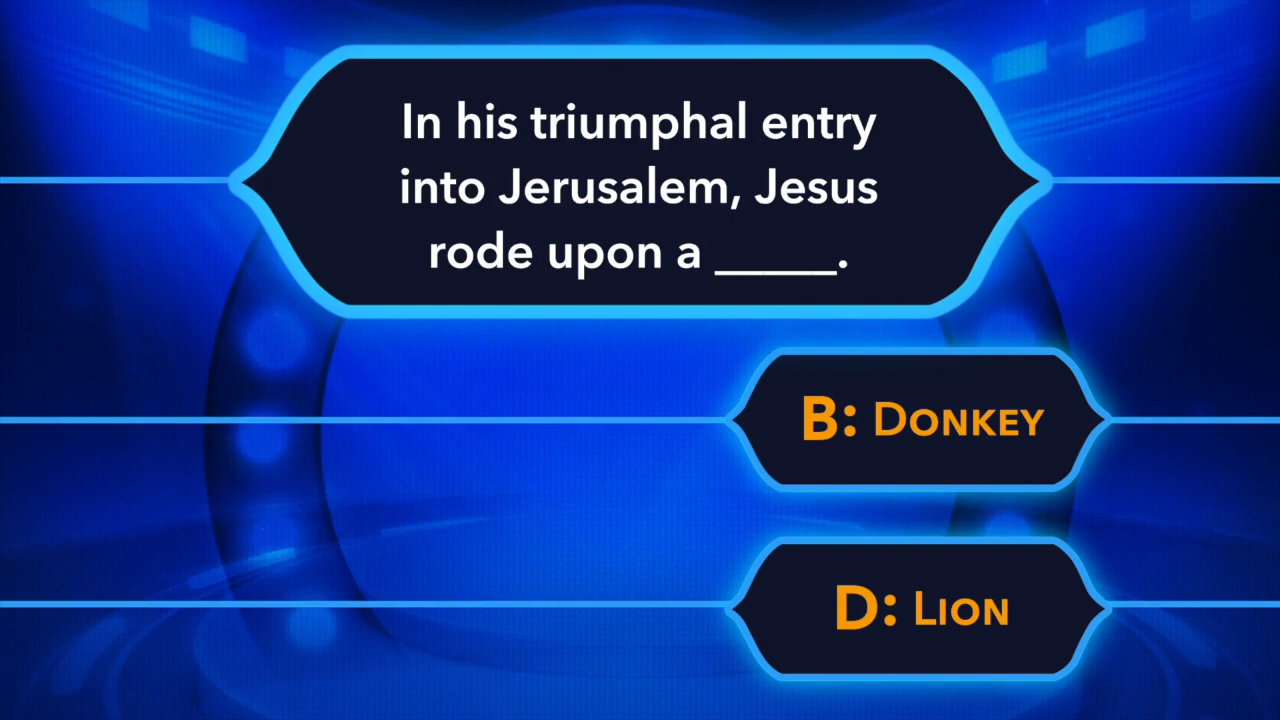 In his triumphal entry
into Jerusalem, Jesus
rode upon a _____.
B: Donkey
D: Lion